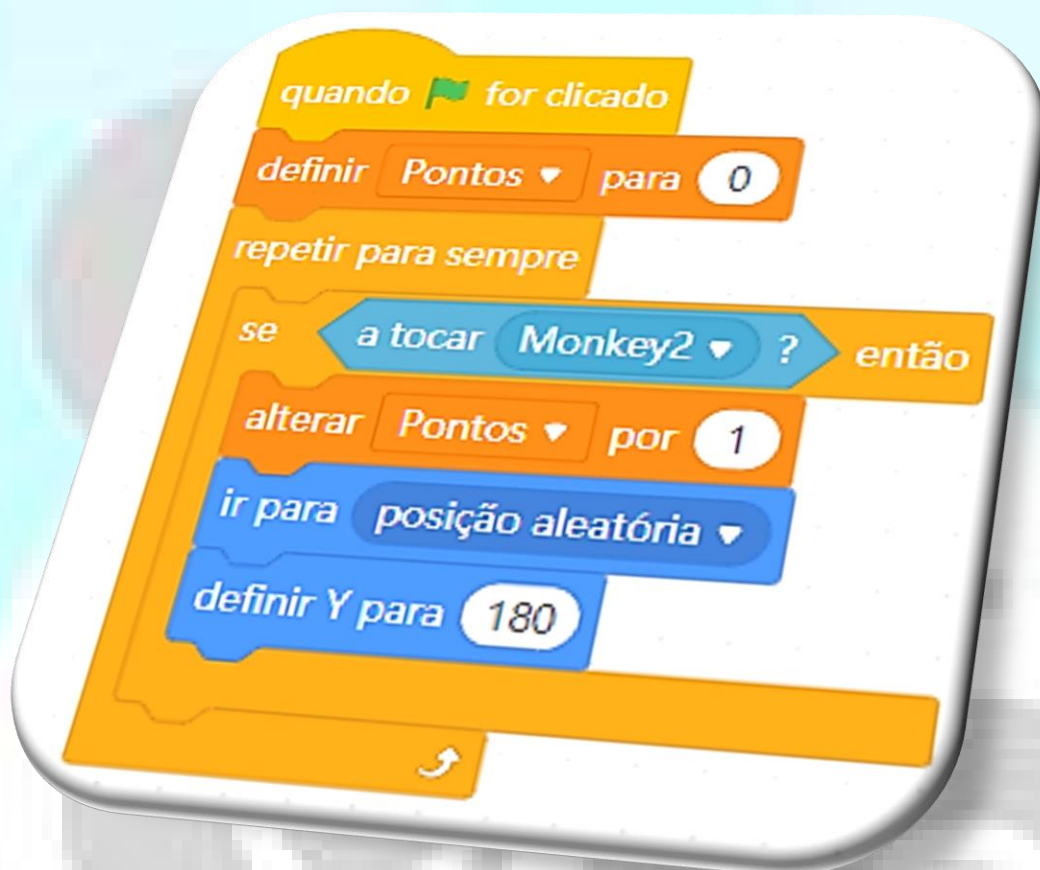 quando for clicado
definir Pontos para 0
repetir para sempre
se a tocar Monkey2 ? então
alterar Pontos por 1
ir para posição aleatória
definir Y para 180